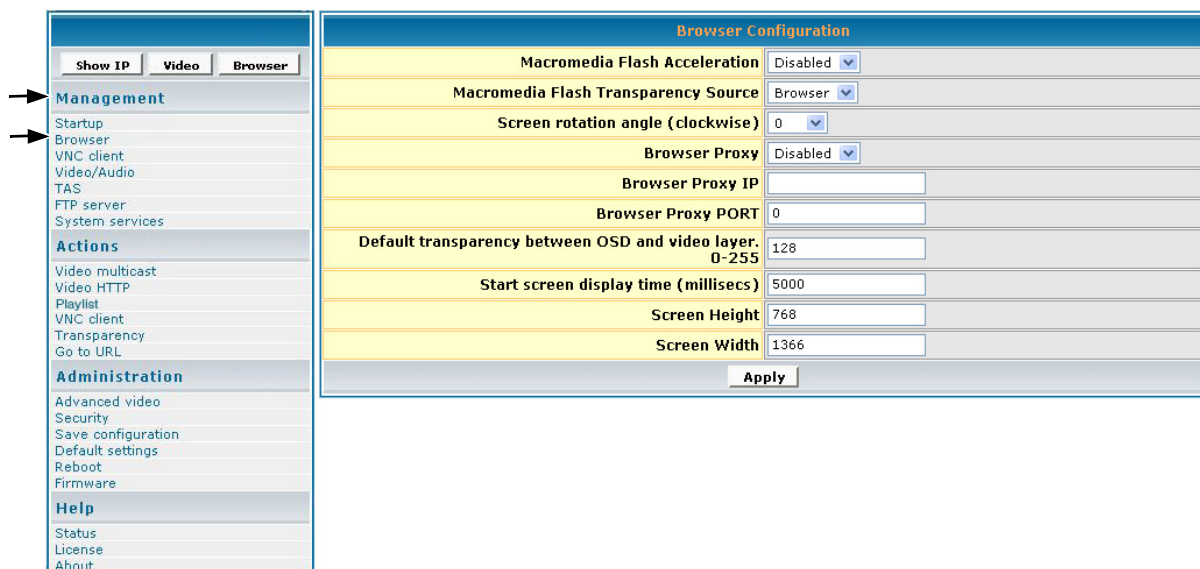 Show IP Video Browser
Management
Startup
Browser
VNC client
Video/Audio
TAS
FTP server
System services
Actions
Video multicast
Video HTTP
Playlist
VNC client
Transparency
Go to URL
Administration
Advanced video
Security
Save configuration
Default settings
Reboot
Firmware
Help
Status
License
About
Browser Configuration
Macromedia Flash Acceleration Disabled
Macromedia Flash Transparency Source Browser
Screen rotation angle (clockwise) 0
Browser Proxy Disabled
Browser Proxy IP
Browser Proxy PORT 0
Default transparency between OSD and video layer.
0-255 128
Start screen display time (millisecs) 5000
Screen Height 768
Screen Width 1366
Apply